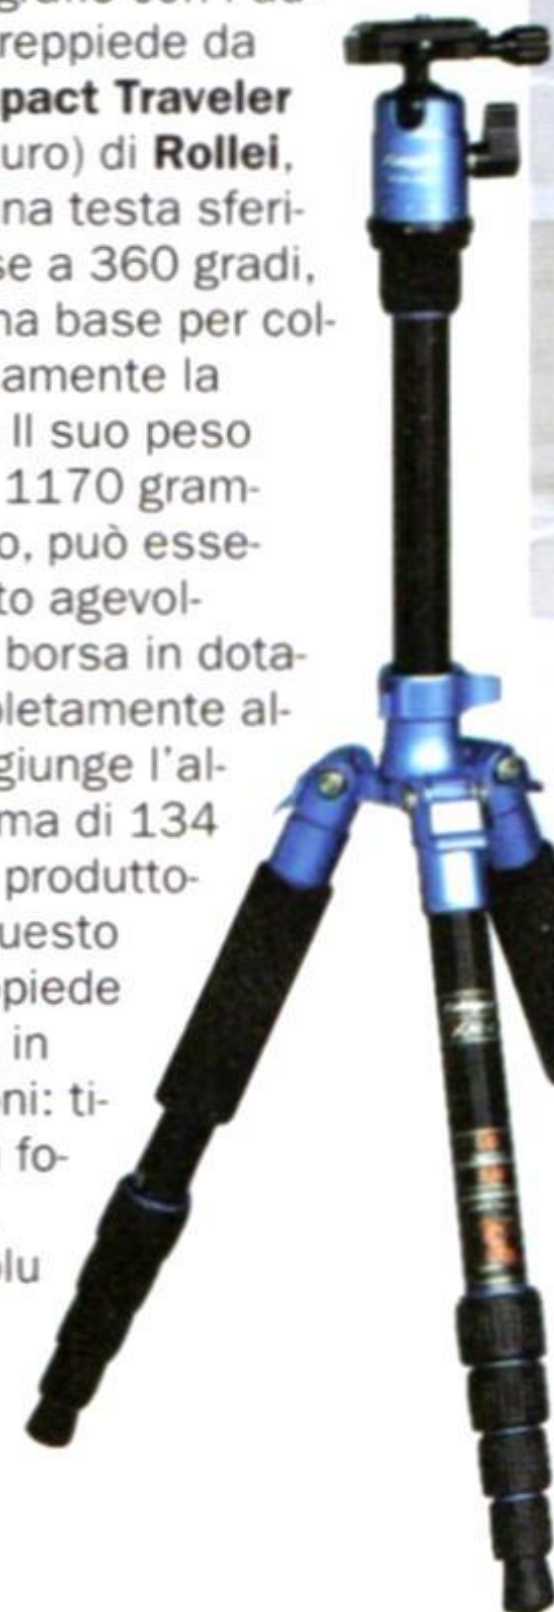 reppiede da
pact Traveler
uro) di Rollei,
na testa sferi-
se a 360 gradi,
na base per col-
amente la
Il suo peso
1170 gram-
o, può esse-
to agevol-
borsa in dota-
letamente al-
giunge l'al-
ma di 134
produtto-
uesto
piede
in
ni: ti-
fo-
lu